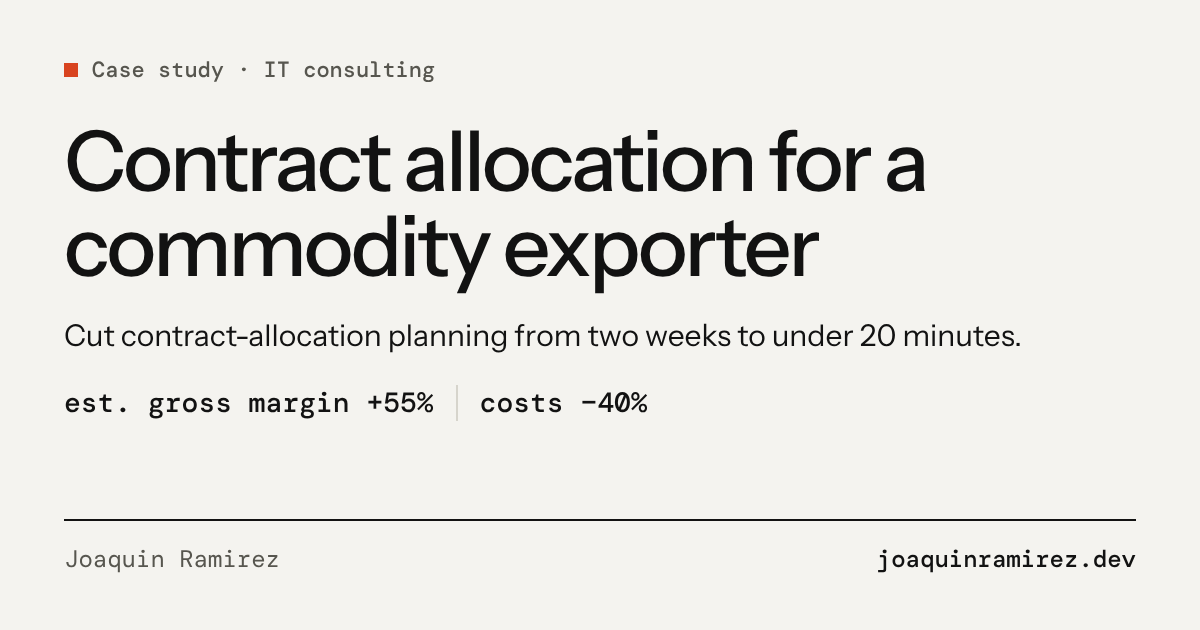 Case study · IT consulting
Contract allocation for a
commodity exporter
Cut contract-allocation planning from two weeks to under 20 minutes.
est. gross margin +55% | costs −40%
Joaquin Ramirez
joaquinramirez.dev